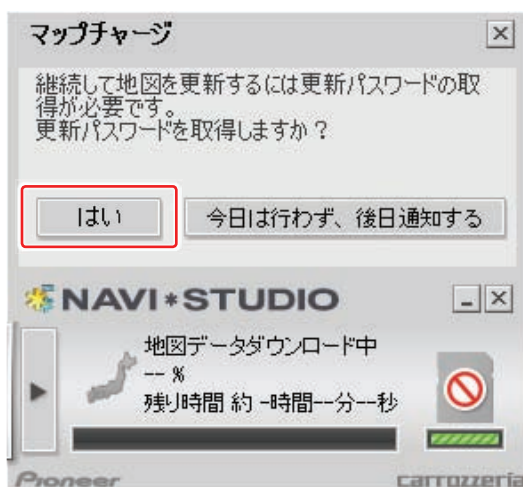 マップチャージ
継続して地図を更新するには更新パスワードの取
得が必要です。
更新パスワードを取得しますか？
はい
今日は行わず、後日通知する
NAVI*STUDIO
地図データダウンロード中
-- %
残り時間 約 -時間--分--秒
Pioneer
carrozzeria